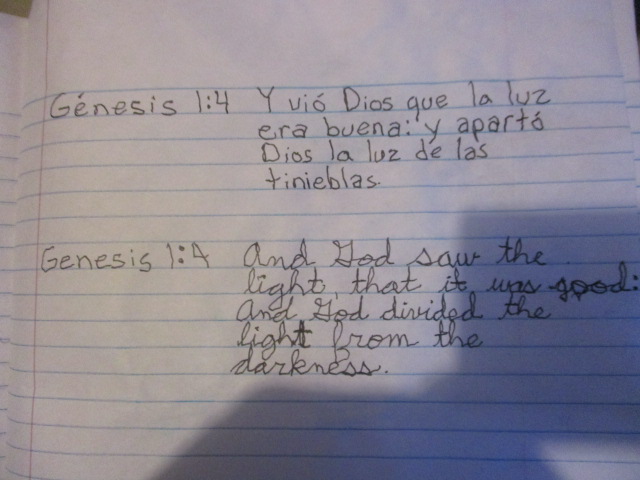 Génesis 1:4 Y vió Dios que la luz
era buena: y apartó
Dios la luz de las
tinieblas.
Genesis 1:4 And God saw the
light, that it was good:
and God divided the
light from the
darkness.